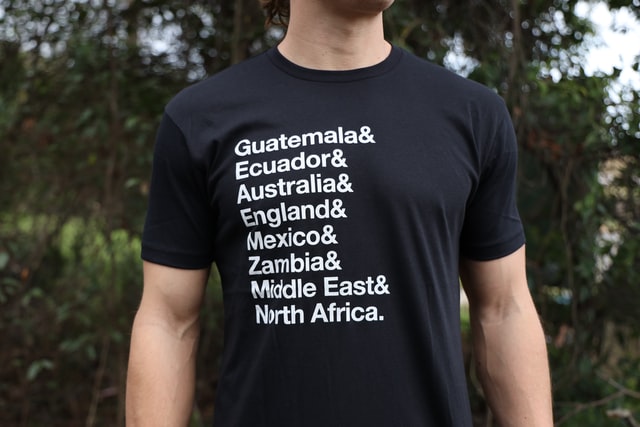 Guatemala&
Ecuador&
Australia&
England&
Mexico&
Zambia&
Middle East&
North Africa.